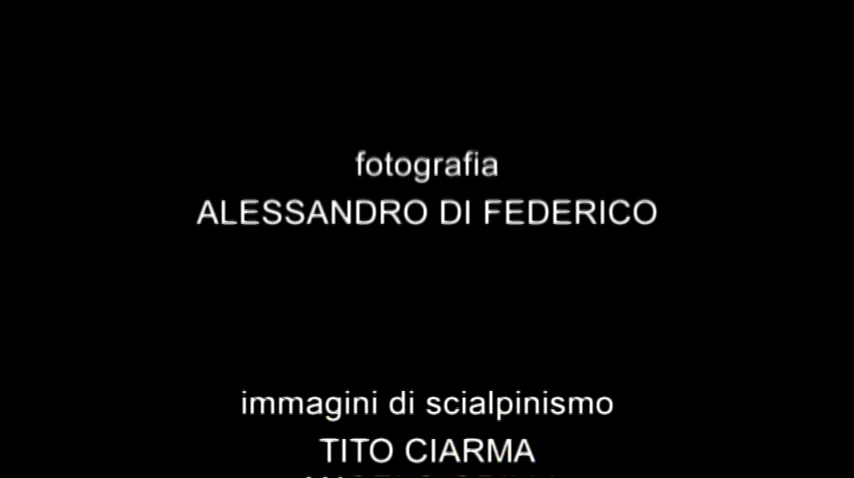 fotografia
ALESSANDRO DI FEDERICO
immagini di scialpinismo
TITO CIARMA